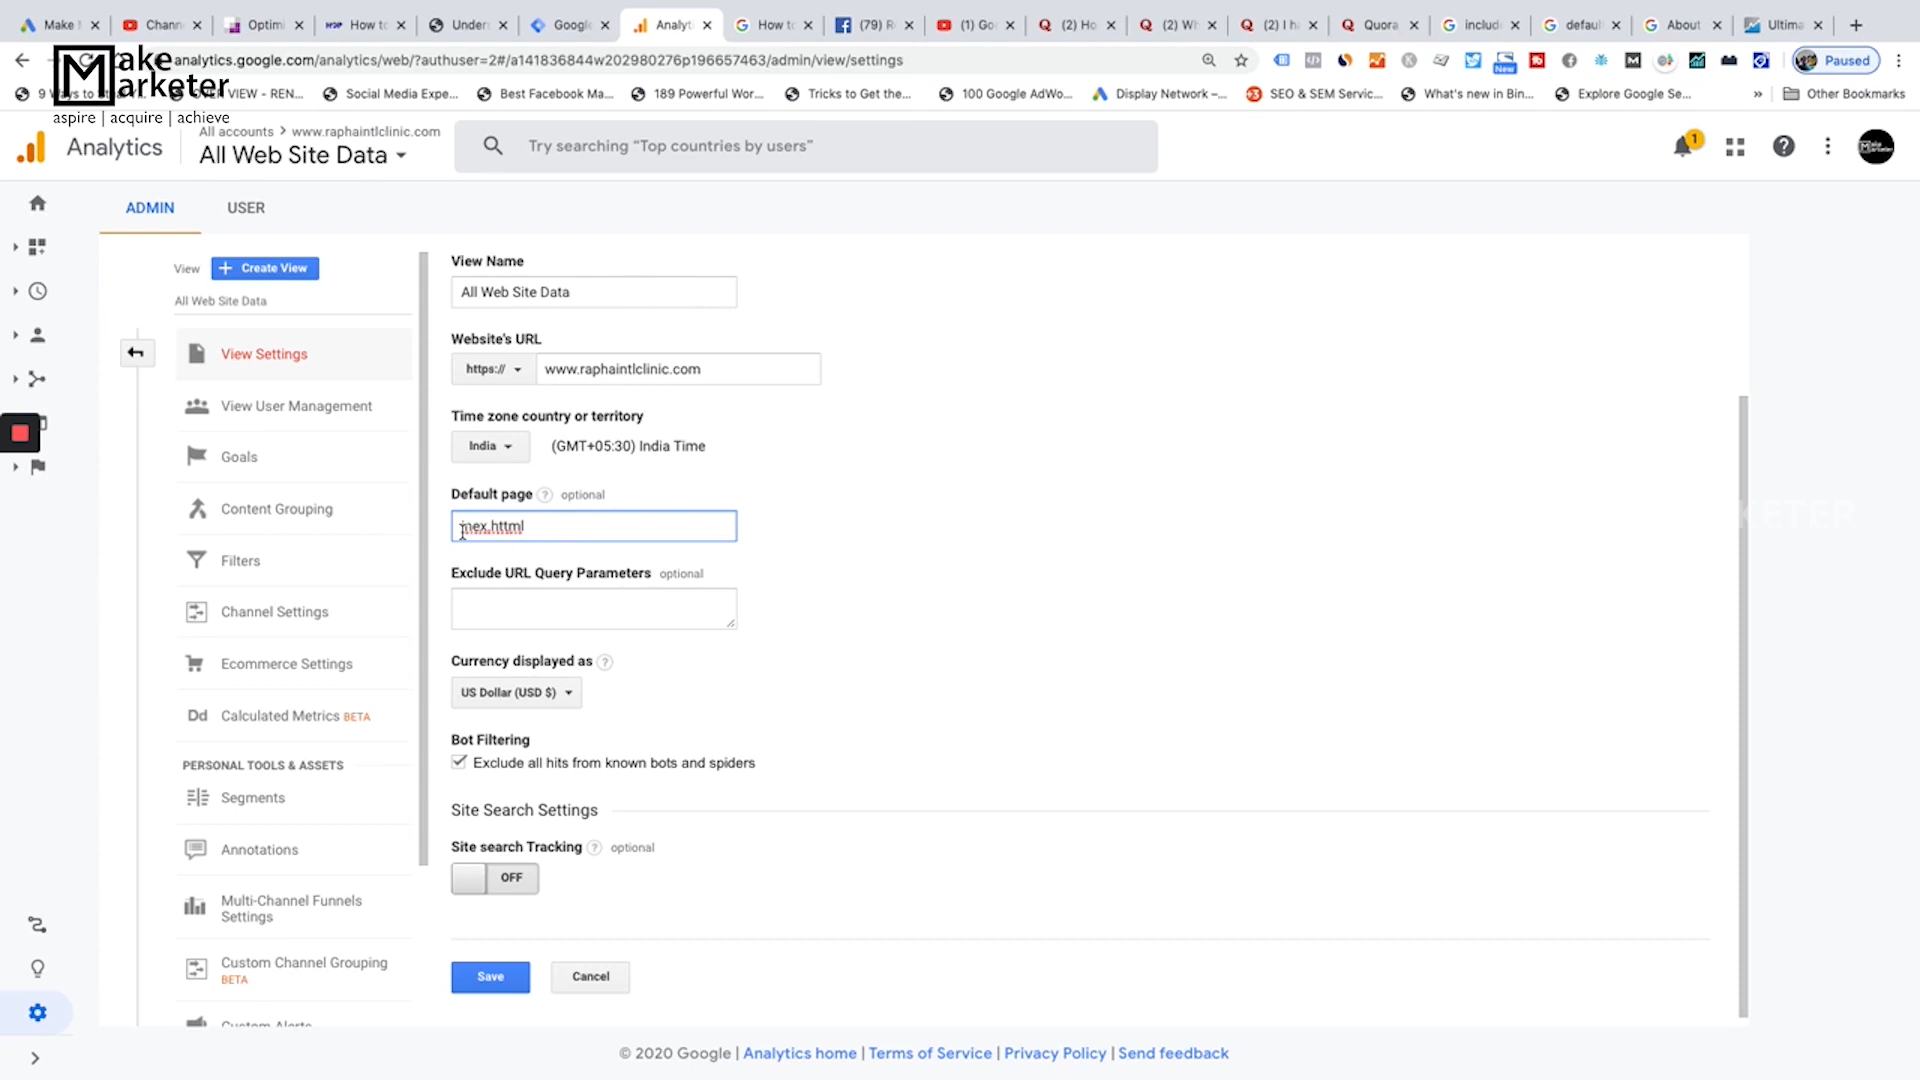 Make M
Chann
Optimi
How to
Under
Google
Analyti
How to
(79) R
(1) Go
(2) Ho
(2) Wh
(2) I ha
Quora
includ
defaul
About
Ultima
Make Marketer
aspire | acquire | achieve
analytics.google.com/analytics/web/?authuser=2#/a141836844w202980276p196657463/admin/view/settings
New
Paused
VIEW - REN...
Social Media Expe...
Best Facebook Ma...
189 Powerful Wor...
Tricks to Get the...
100 Google AdWo...
Display Network –...
SEO & SEM Servic...
What's new in Bin...
Explore Google Se...
»
Other Bookmarks
Analytics
All accounts > www.raphaintlclinic.com
All Web Site Data
Try searching “Top countries by users”
1
ADMIN
USER
View
+ Create View
All Web Site Data
View Settings
View User Management
Goals
Content Grouping
Filters
Channel Settings
Ecommerce Settings
Dd Calculated Metrics BETA
PERSONAL TOOLS & ASSETS
Segments
Annotations
Multi-Channel Funnels
Settings
Custom Channel Grouping
BETA
Custom Alerts
View Name
All Web Site Data
Website's URL
https://
www.raphaintlclinic.com
Time zone country or territory
India
(GMT+05:30) India Time
Default page ? optional
inex.httml
KETER
Exclude URL Query Parameters optional
Currency displayed as ?
US Dollar (USD $)
Bot Filtering
Exclude all hits from known bots and spiders
Site Search Settings
Site search Tracking ? optional
OFF
Save
Cancel
© 2020 Google | Analytics home | Terms of Service | Privacy Policy | Send feedback